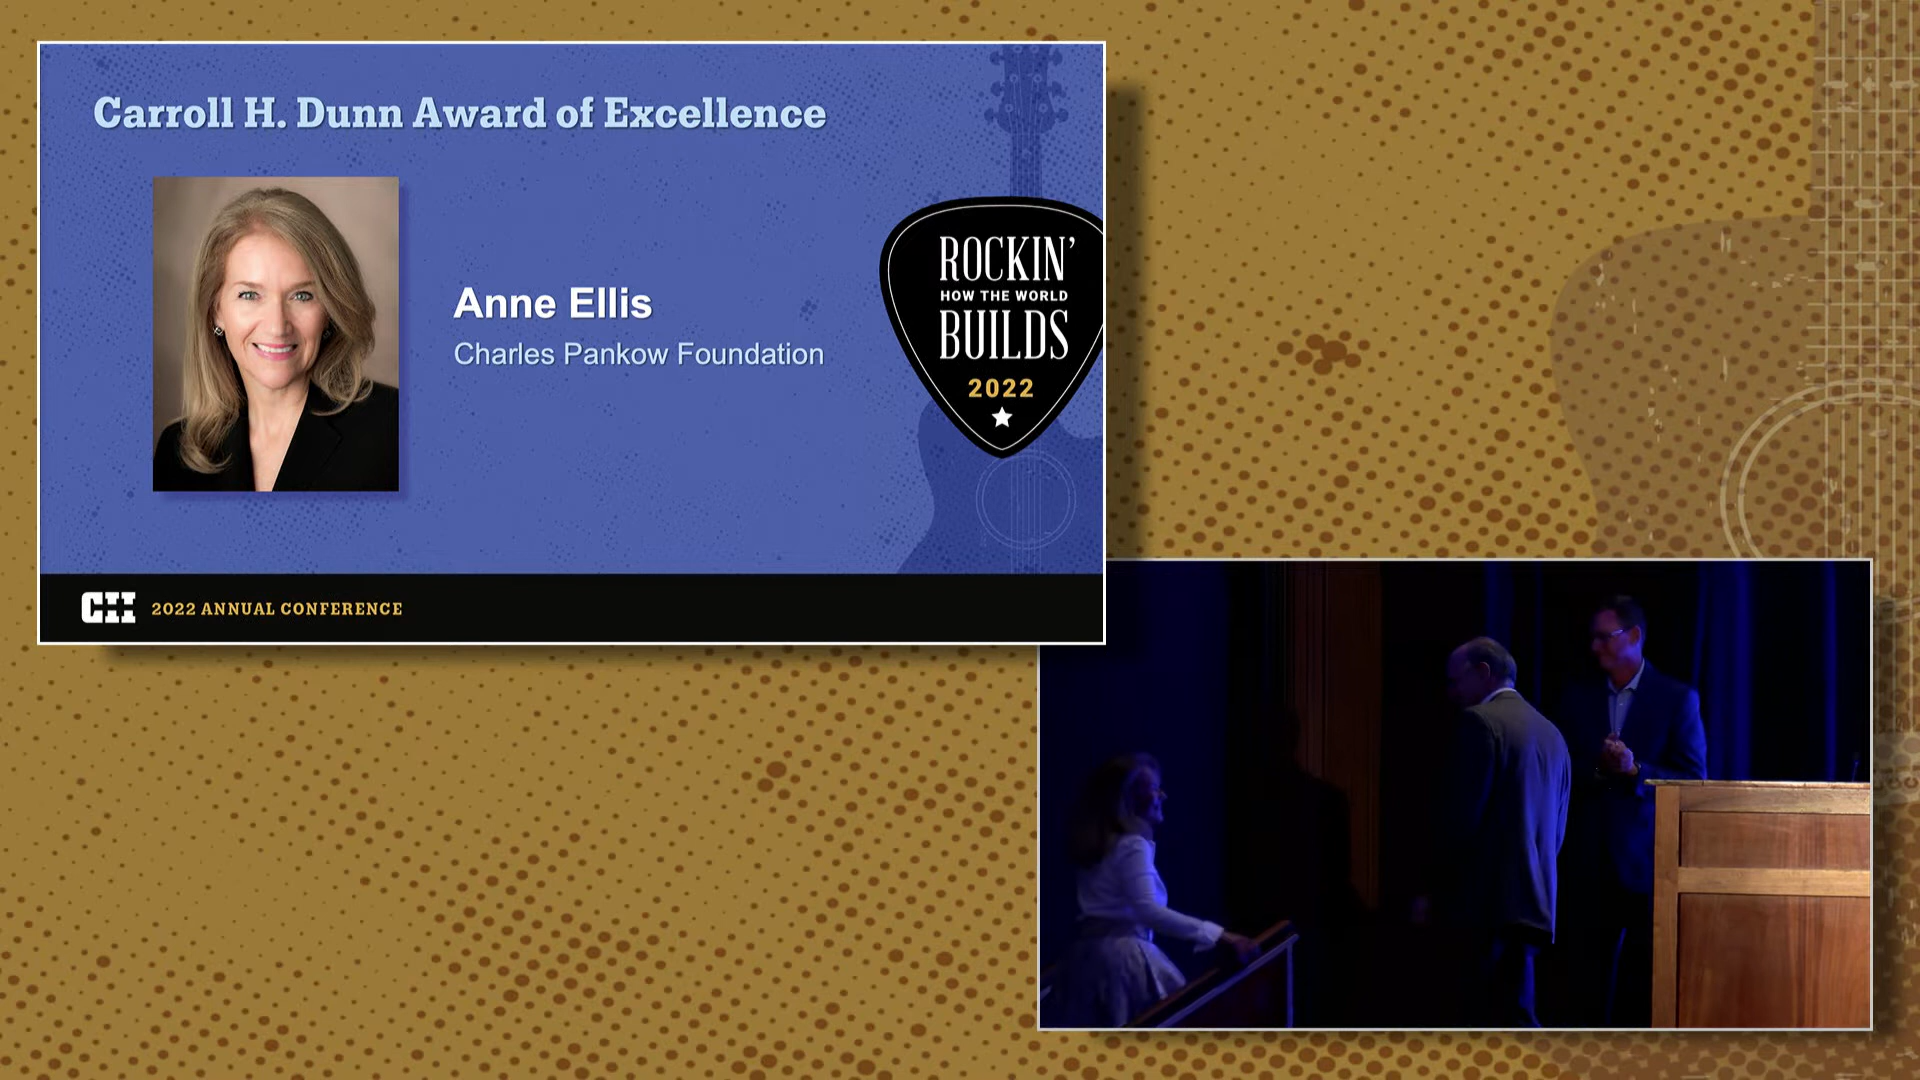 Carroll H. Dunn Award of Excellence
Anne Ellis
Charles Pankow Foundation
ROCKIN'
HOW THE WORLD
BUILDS
2022
CII 2022 ANNUAL CONFERENCE